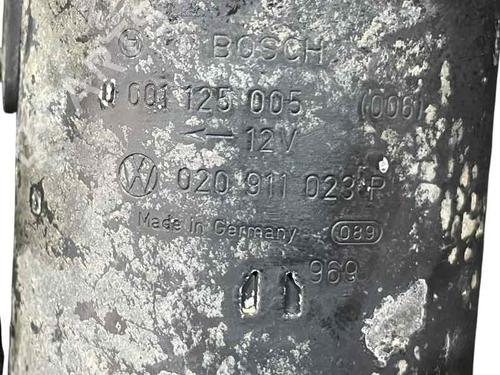 BOSCH
0 001 125 005 (006)
12V
020 911 023 P
Made in Germany 089
969